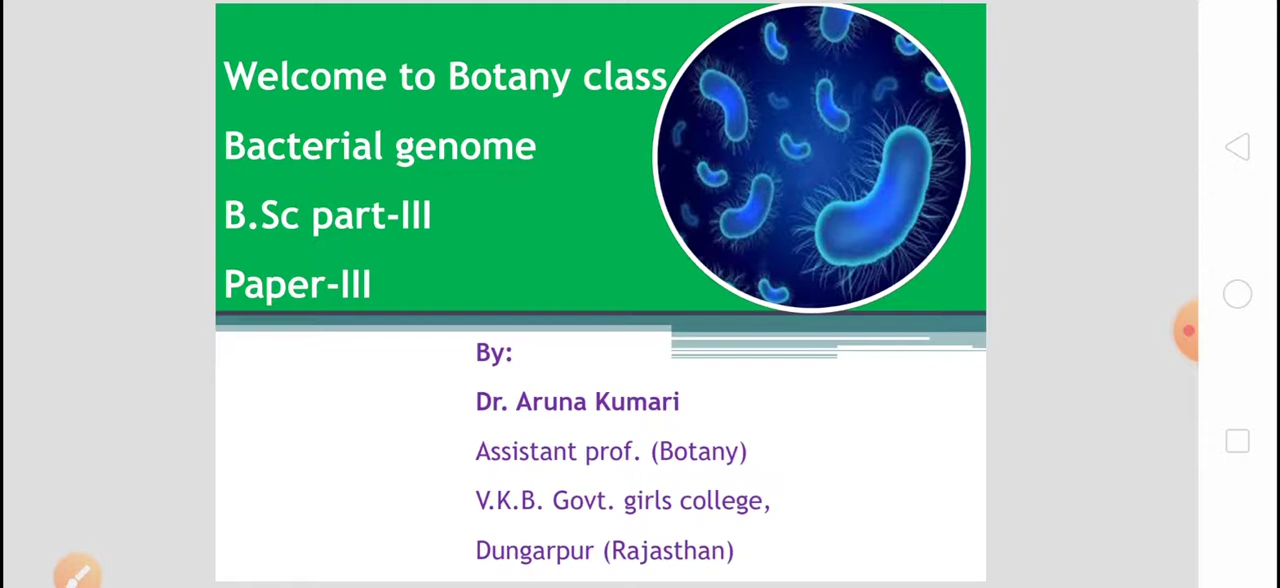 Welcome to Botany class
Bacterial genome
B.Sc part-III
Paper-III
By:
Dr. Aruna Kumari
Assistant prof. (Botany)
V.K.B. Govt. girls college,
Dungarpur (Rajasthan)